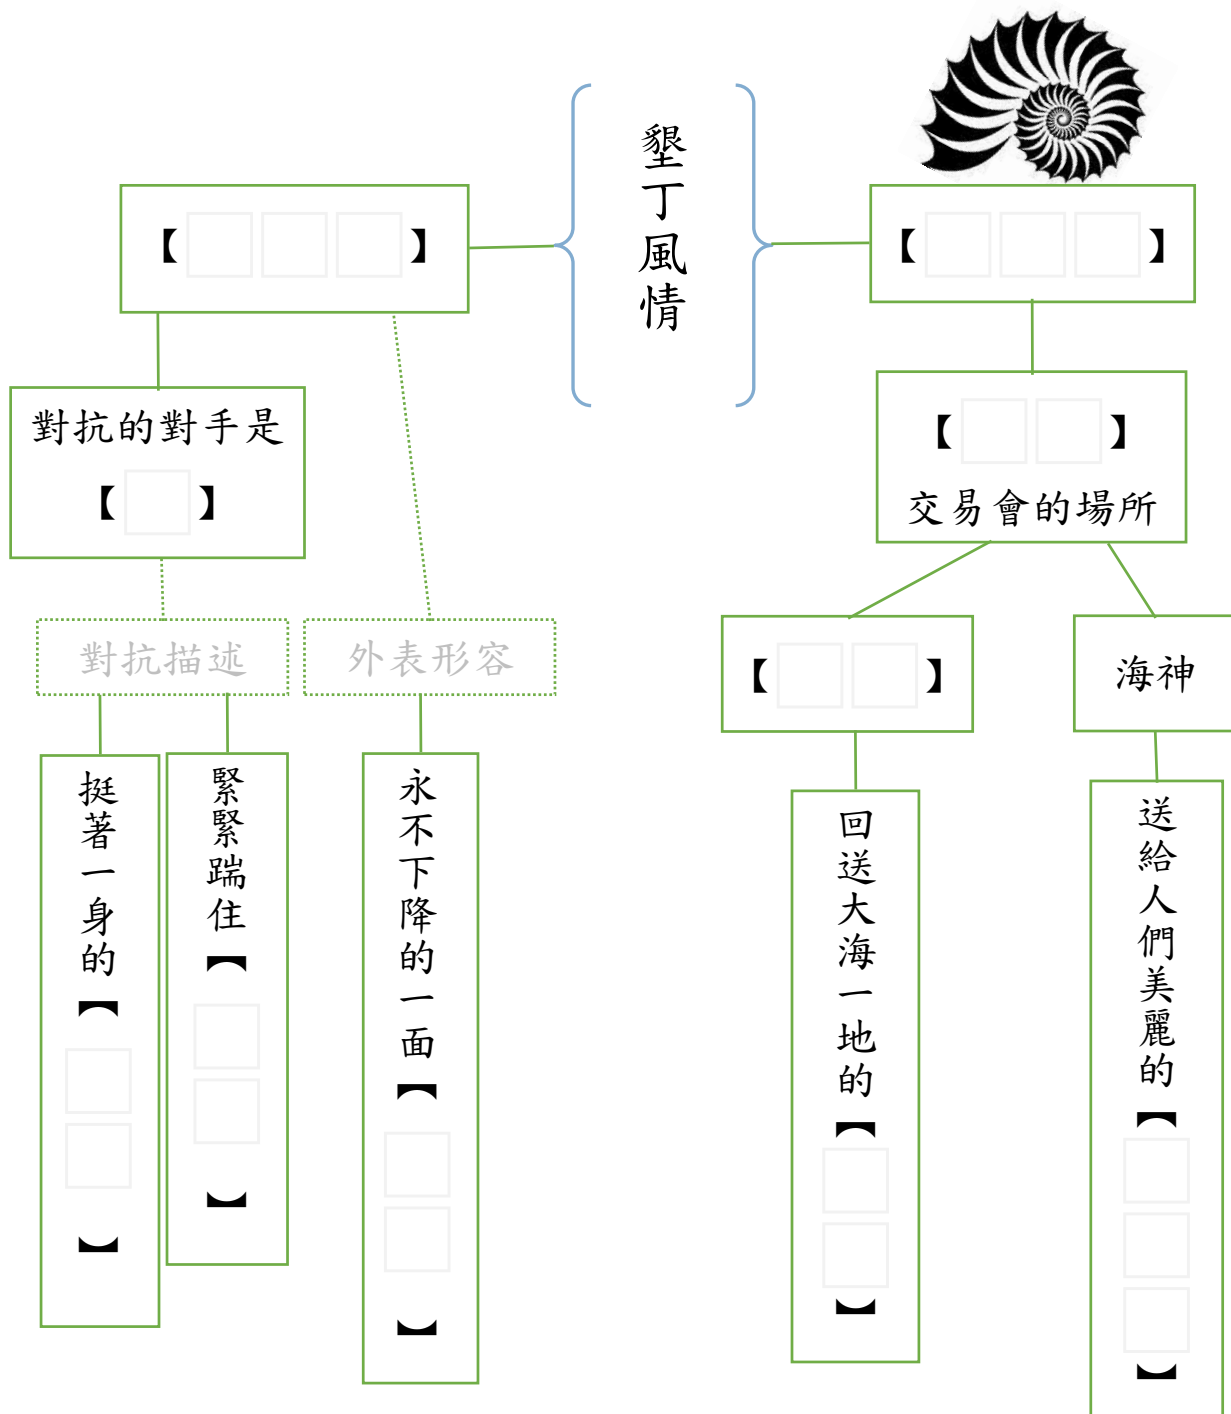 墾丁風情
【 】
【 】
交易會的場所
【 】
海神
回送大海一地的【 】
送給人們美麗的【 】
【 】
對抗的對手是
【 】
對抗描述
外表形容
挺著一身的【 】
緊緊踹住【 】
永不下降的一面【 】